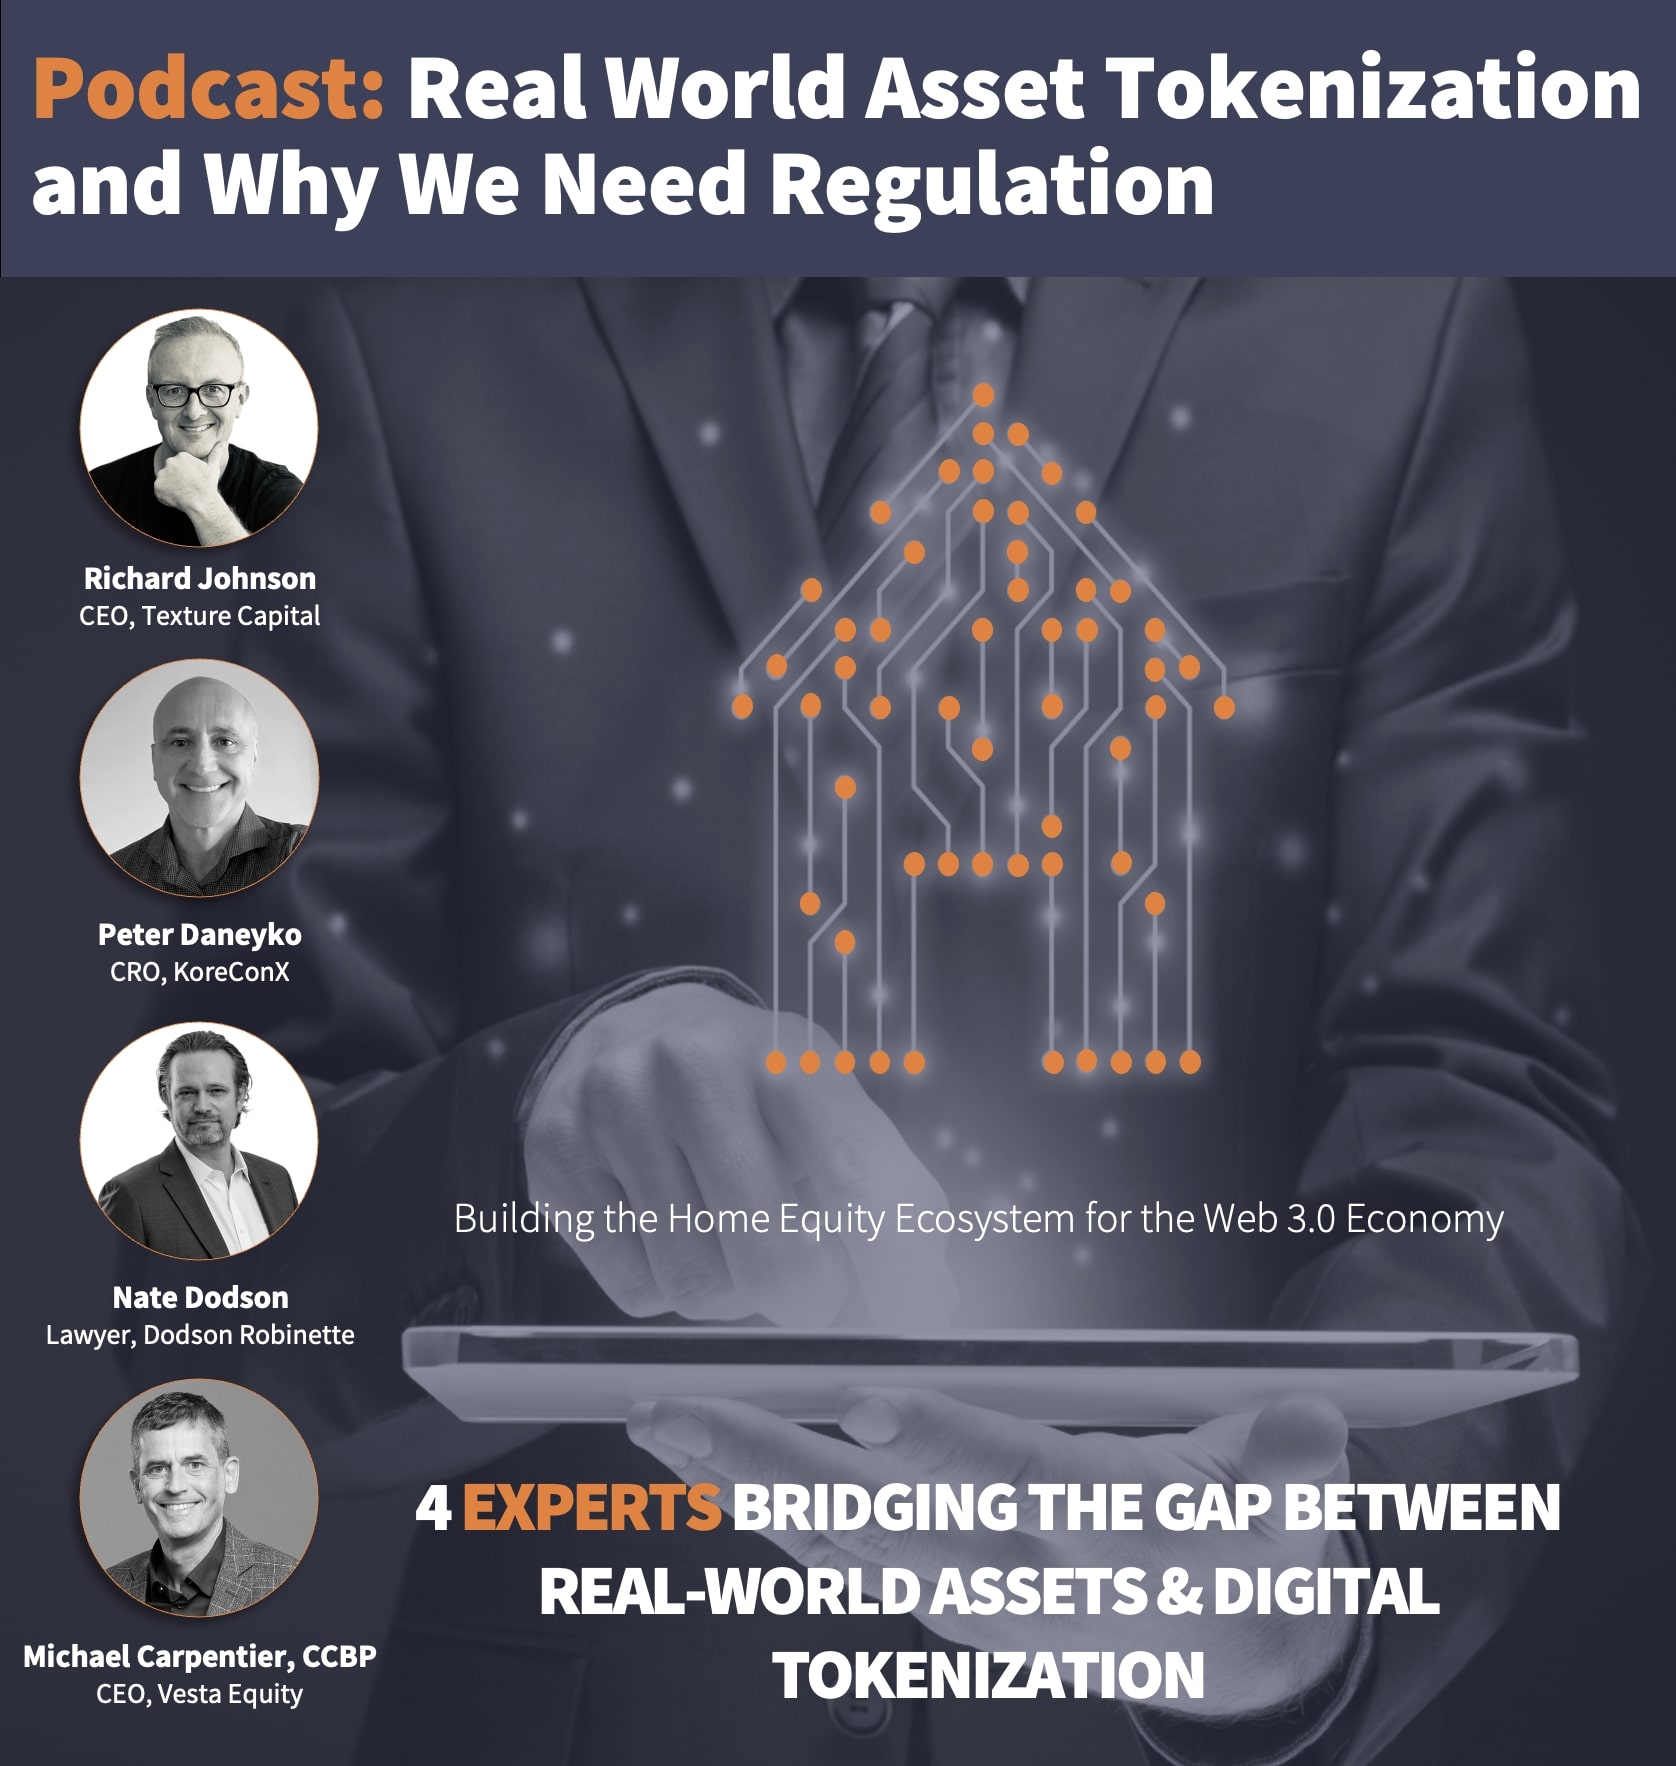 Podcast: Real World Asset Tokenization
and Why We Need Regulation
Richard Johnson
CEO, Texture Capital
Peter Daneyko
CRO, KoreConX
Nate Dodson
Lawyer, Dodson Robinette
Michael Carpentier, CCBP
CEO, Vesta Equity
Building the Home Equity Ecosystem for the Web 3.0 Economy
4 EXPERTS BRIDGING THE GAP BETWEEN
REAL-WORLD ASSETS & DIGITAL
TOKENIZATION